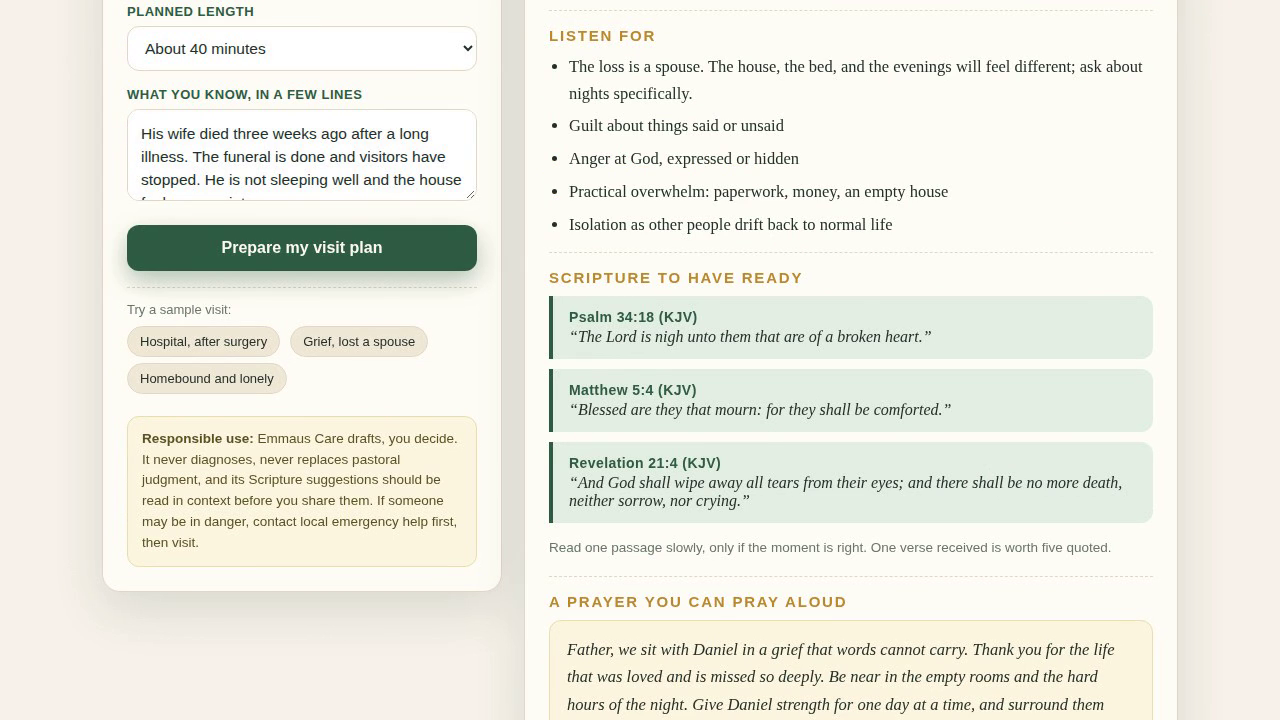 PLANNED LENGTH
About 40 minutes
WHAT YOU KNOW, IN A FEW LINES
His wife died three weeks ago after a long
illness. The funeral is done and visitors have
stopped. He is not sleeping well and the house
Prepare my visit plan
Try a sample visit:
Hospital, after surgery
Grief, lost a spouse
Homebound and lonely
Responsible use: Emmaus Care drafts, you decide.
It never diagnoses, never replaces pastoral
judgment, and its Scripture suggestions should be
read in context before you share them. If someone
may be in danger, contact local emergency help first,
then visit.
LISTEN FOR
• The loss is a spouse. The house, the bed, and the evenings will feel different; ask about
nights specifically.
• Guilt about things said or unsaid
• Anger at God, expressed or hidden
• Practical overwhelm: paperwork, money, an empty house
• Isolation as other people drift back to normal life
SCRIPTURE TO HAVE READY
Psalm 34:18 (KJV)
“The Lord is nigh unto them that are of a broken heart.”
Matthew 5:4 (KJV)
“Blessed are they that mourn: for they shall be comforted.”
Revelation 21:4 (KJV)
“And God shall wipe away all tears from their eyes; and there shall be no more death,
neither sorrow, nor crying.”
Read one passage slowly, only if the moment is right. One verse received is worth five quoted.
A PRAYER YOU CAN PRAY ALOUD
Father, we sit with Daniel in a grief that words cannot carry. Thank you for the life
that was loved and is missed so deeply. Be near in the empty rooms and the hard
hours of the night. Give Daniel strength for one day at a time, and surround them